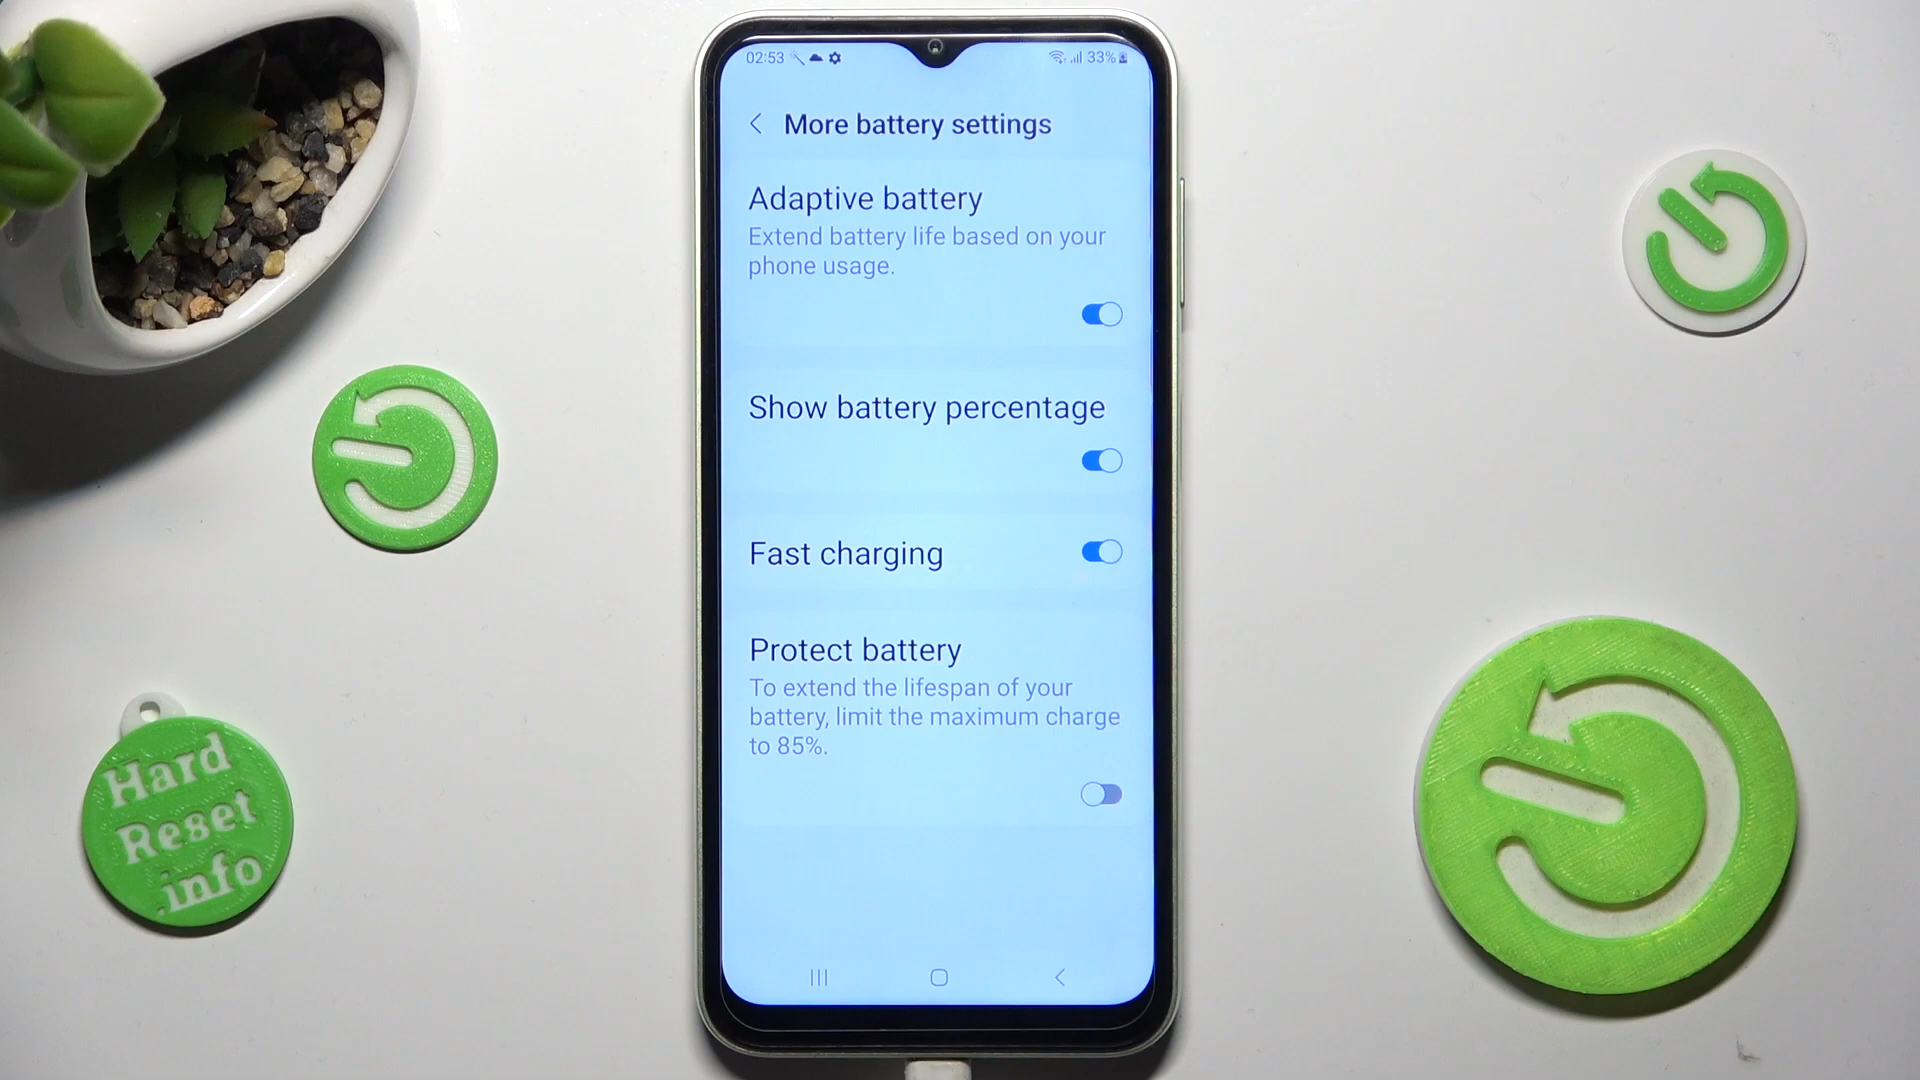 02:53
33%
More battery settings
Adaptive battery
Extend battery life based on your
phone usage.
Show battery percentage
Fast charging
Protect battery
To extend the lifespan of your
battery, limit the maximum charge
to 85%.
Hard
Reset
.info